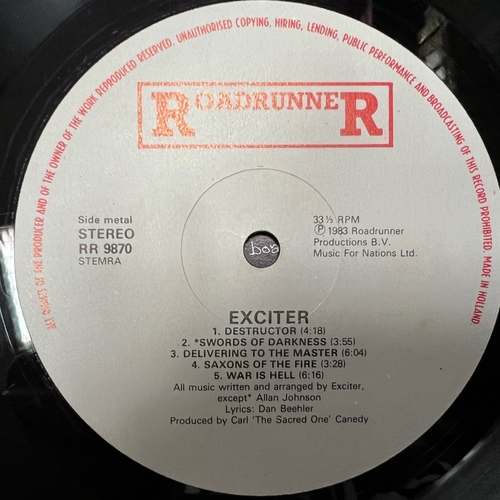 ALL RIGHTS OF THE PRODUCER AND OF THE OWNER OF THE WORK REPRODUCED RESERVED. UNAUTHORISED COPYING, HIRING, LENDING, PUBLIC PERFORMANCE AND BROADCASTING OF THIS RECORD PROHIBITED. MADE IN HOLLAND.
ROADRUNNER
Side metal
STEREO
RR 9870
STEMRA
33⅓ RPM
Ⓟ 1983 Roadrunner
Productions B.V.
Music For Nations Ltd.
EXCITER
1. DESTRUCTOR (4:18)
2. *SWORDS OF DARKNESS (3:55)
3. DELIVERING TO THE MASTER (6:04)
4. SAXONS OF THE FIRE (3:28)
5. WAR IS HELL (6:16)
All music written and arranged by Exciter,
except* Allan Johnson
Lyrics: Dan Beehler
Produced by Carl 'The Sacred One' Canedy